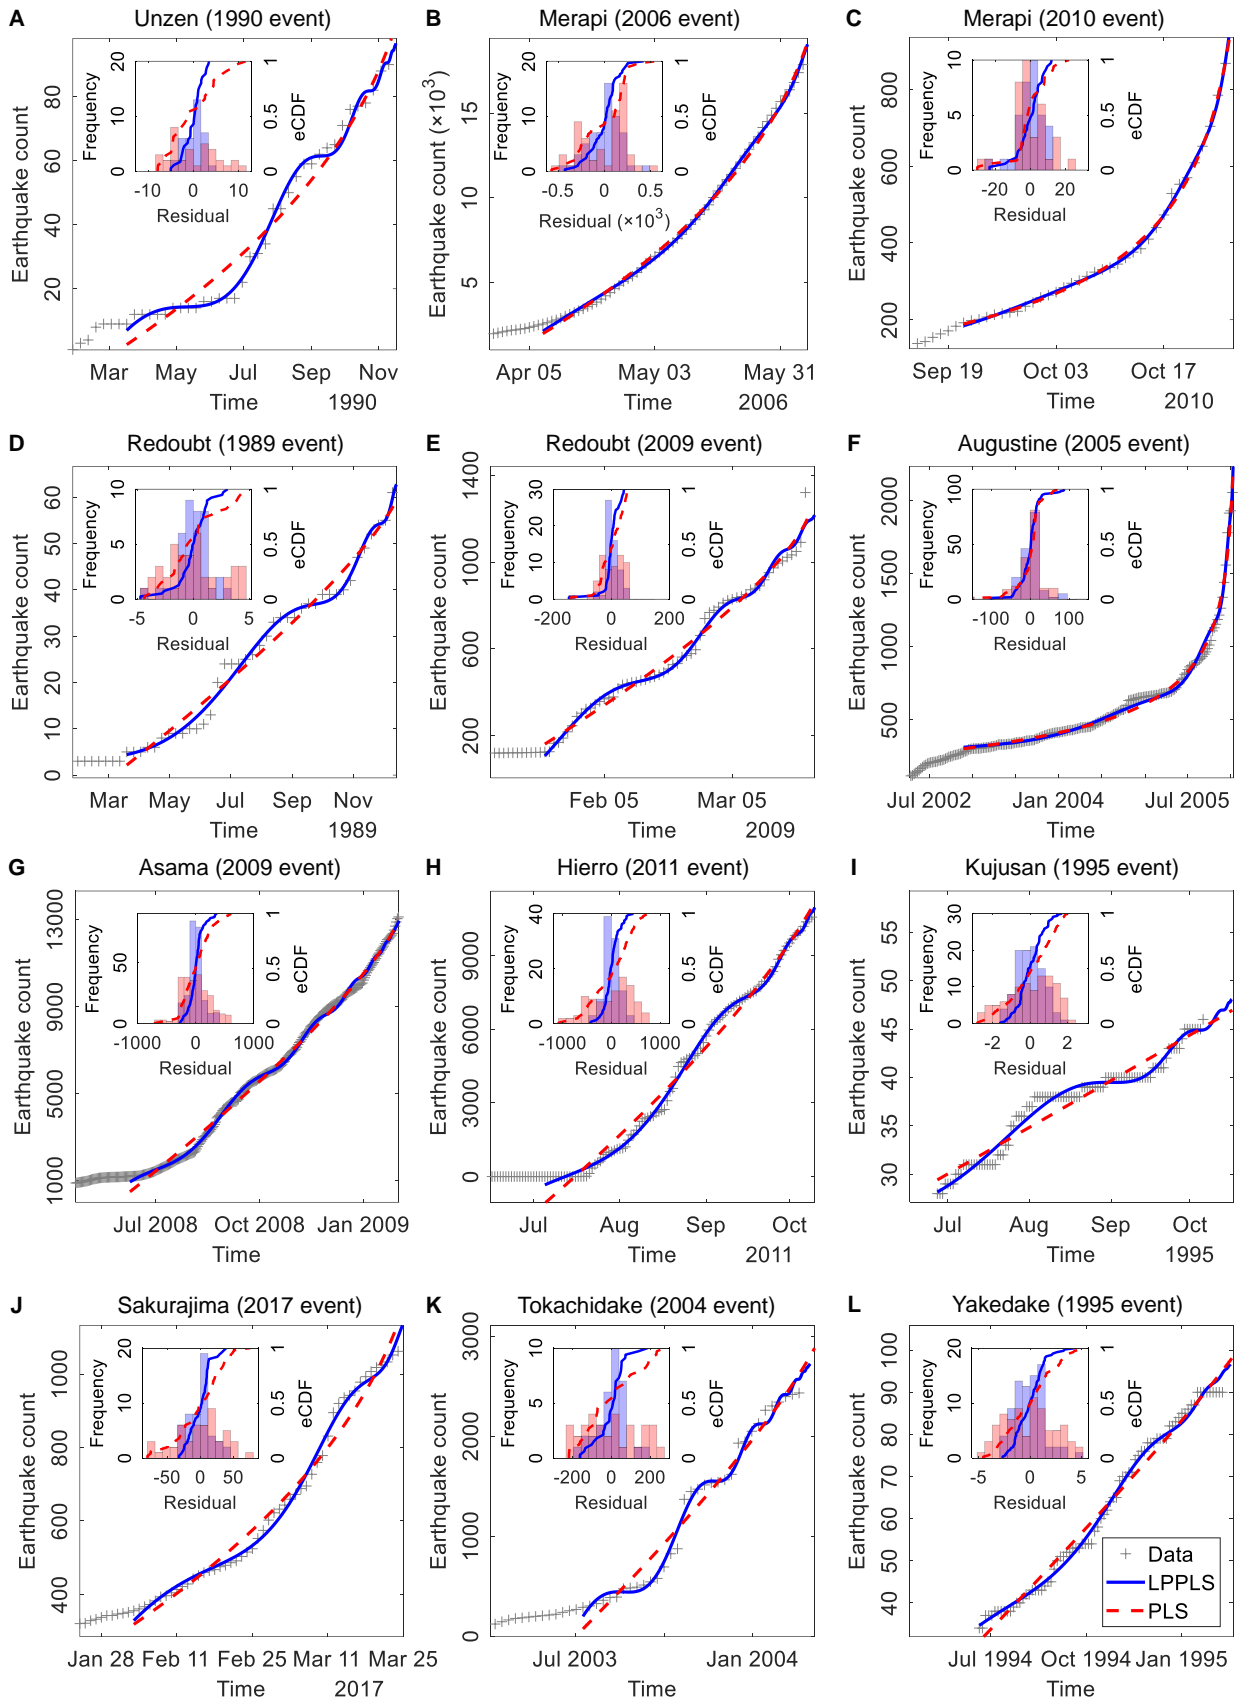 A Unzen (1990 event)
Earthquake count
80
60
40
20
Mar May Jul Sep Nov
Time 1990
Frequency
20
10
0
1
0.5
0
eCDF
-10 0 10
Residual
B Merapi (2006 event)
Earthquake count (×10³)
15
10
5
Apr 05 May 03 May 31
Time 2006
Frequency
20
10
0
1
0.5
0
eCDF
-0.5 0 0.5
Residual (×10³)
C Merapi (2010 event)
Earthquake count
800
600
400
200
Sep 19 Oct 03 Oct 17
Time 2010
Frequency
10
5
0
1
0.5
0
eCDF
-20 0 20
Residual
D Redoubt (1989 event)
Earthquake count
60
50
40
30
20
10
0
Mar May Jul Sep Nov
Time 1989
Frequency
10
5
0
1
0.5
0
eCDF
-5 0 5
Residual
E Redoubt (2009 event)
Earthquake count
1400
1000
600
200
Feb 05 Mar 05
Time 2009
Frequency
30
20
10
0
1
0.5
0
eCDF
-200 0 200
Residual
F Augustine (2005 event)
Earthquake count
2000
1500
1000
500
Jul 2002 Jan 2004 Jul 2005
Time
Frequency
100
50
0
1
0.5
0
eCDF
-100 0 100
Residual
G Asama (2009 event)
Earthquake count
13000
9000
5000
1000
Jul 2008 Oct 2008 Jan 2009
Time
Frequency
50
0
1
0.5
0
eCDF
-1000 0 1000
Residual
H Hierro (2011 event)
Earthquake count
9000
6000
3000
0
Jul Aug Sep Oct
Time 2011
Frequency
40
20
0
1
0.5
0
eCDF
-1000 0 1000
Residual
I Kujusan (1995 event)
Earthquake count
55
50
45
40
35
30
Jul Aug Sep Oct
Time 1995
Frequency
30
20
10
0
1
0.5
0
eCDF
-2 0 2
Residual
J Sakurajima (2017 event)
Earthquake count
1000
800
600
400
Jan 28 Feb 11 Feb 25 Mar 11 Mar 25
Time 2017
Frequency
20
10
0
1
0.5
0
eCDF
-50 0 50
Residual
K Tokachidake (2004 event)
Earthquake count
3000
2000
1000
0
Jul 2003 Jan 2004
Time
Frequency
10
5
0
1
0.5
0
eCDF
-200 0 200
Residual
L Yakedake (1995 event)
Earthquake count
100
90
80
70
60
50
40
Jul 1994 Oct 1994 Jan 1995
Time
Frequency
20
10
0
1
0.5
0
eCDF
-5 0 5
Residual
Data
LPPLS
PLS